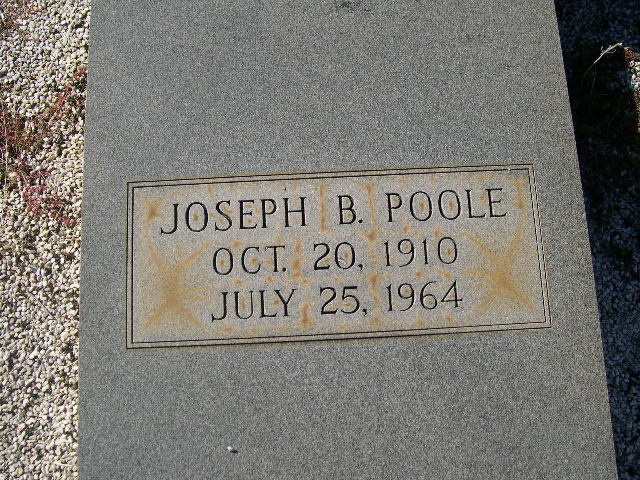 JOSEPH B. POOLE
OCT. 20, 1910
JULY 25, 1964